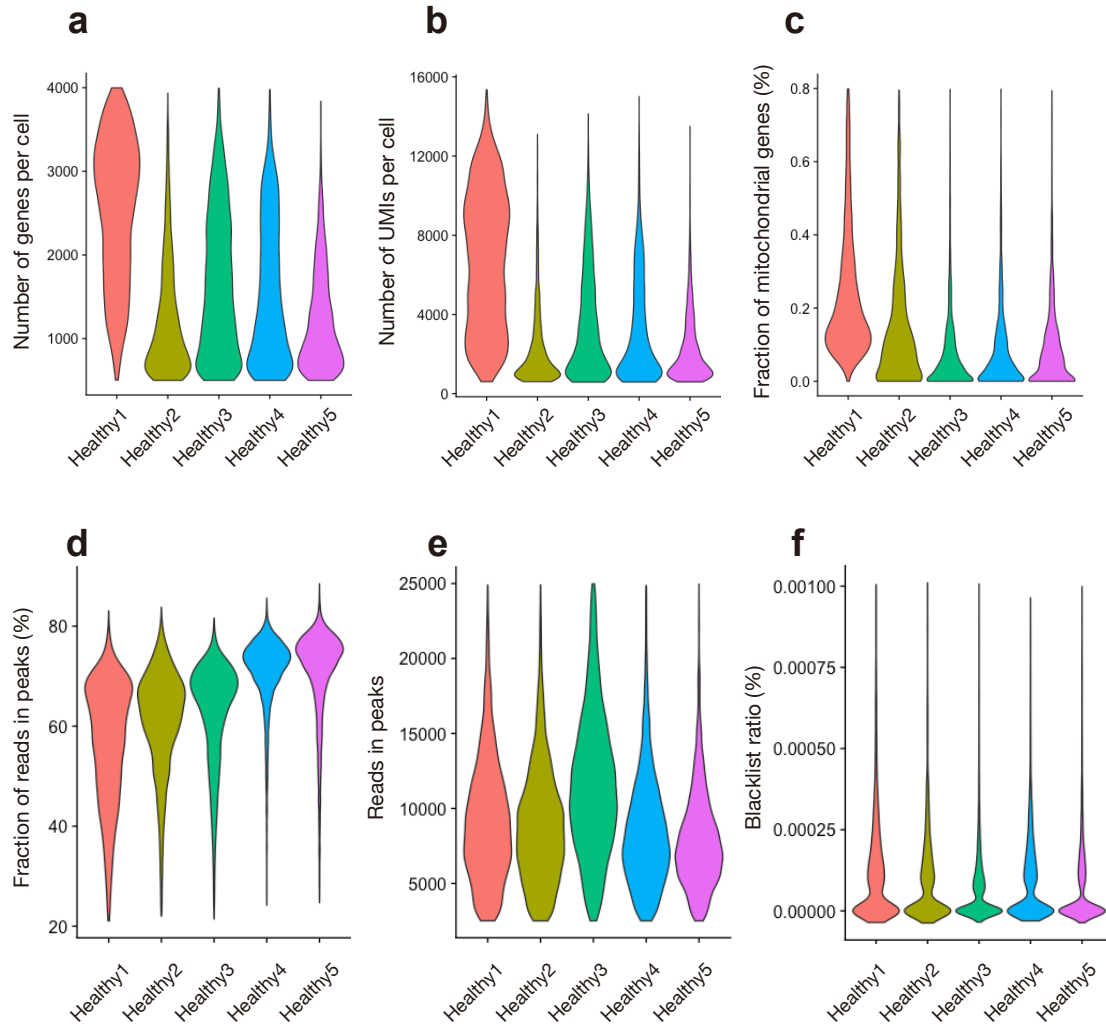 a
Number of genes per cell
4000
3000
2000
1000
Healthy1
Healthy2
Healthy3
Healthy4
Healthy5
b
Number of UMIs per cell
16000
12000
8000
4000
0
Healthy1
Healthy2
Healthy3
Healthy4
Healthy5
c
Fraction of mitochondrial genes (%)
0.8
0.6
0.4
0.2
0.0
Healthy1
Healthy2
Healthy3
Healthy4
Healthy5
d
Fraction of reads in peaks (%)
80
60
40
20
Healthy1
Healthy2
Healthy3
Healthy4
Healthy5
e
Reads in peaks
25000
20000
15000
10000
5000
Healthy1
Healthy2
Healthy3
Healthy4
Healthy5
f
Blacklist ratio (%)
0.00100
0.00075
0.00050
0.00025
0.00000
Healthy1
Healthy2
Healthy3
Healthy4
Healthy5